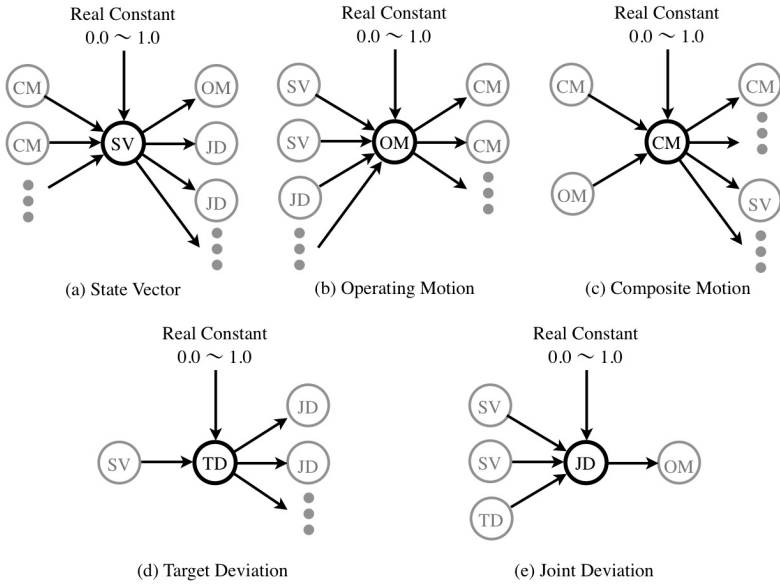 Real Constant
0.0 ~ 1.0
CM
CM
SV
OM
JD
JD
(a) State Vector
Real Constant
0.0 ~ 1.0
SV
SV
JD
OM
CM
CM
(b) Operating Motion
Real Constant
0.0 ~ 1.0
CM
OM
CM
CM
SV
(c) Composite Motion
Real Constant
0.0 ~ 1.0
SV
TD
JD
JD
(d) Target Deviation
Real Constant
0.0 ~ 1.0
SV
SV
TD
JD
OM
(e) Joint Deviation